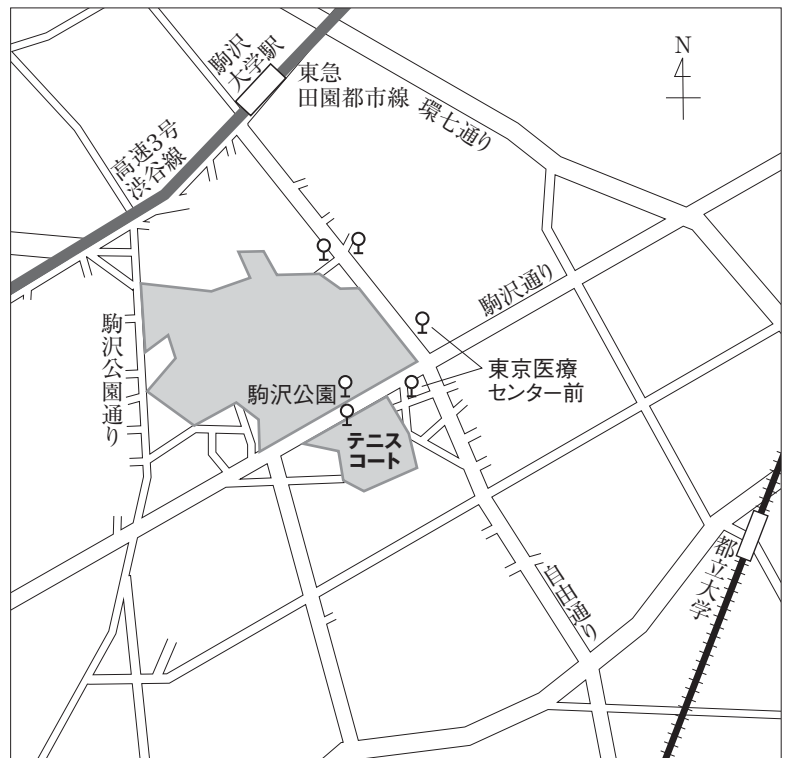 駒沢
大学駅
東急
田園都市線
N
環七通り
高速3号
渋谷線
駒沢通り
駒沢公園通り
東京医療
センター前
駒沢公園
テニス
コート
自由通り
都立大学